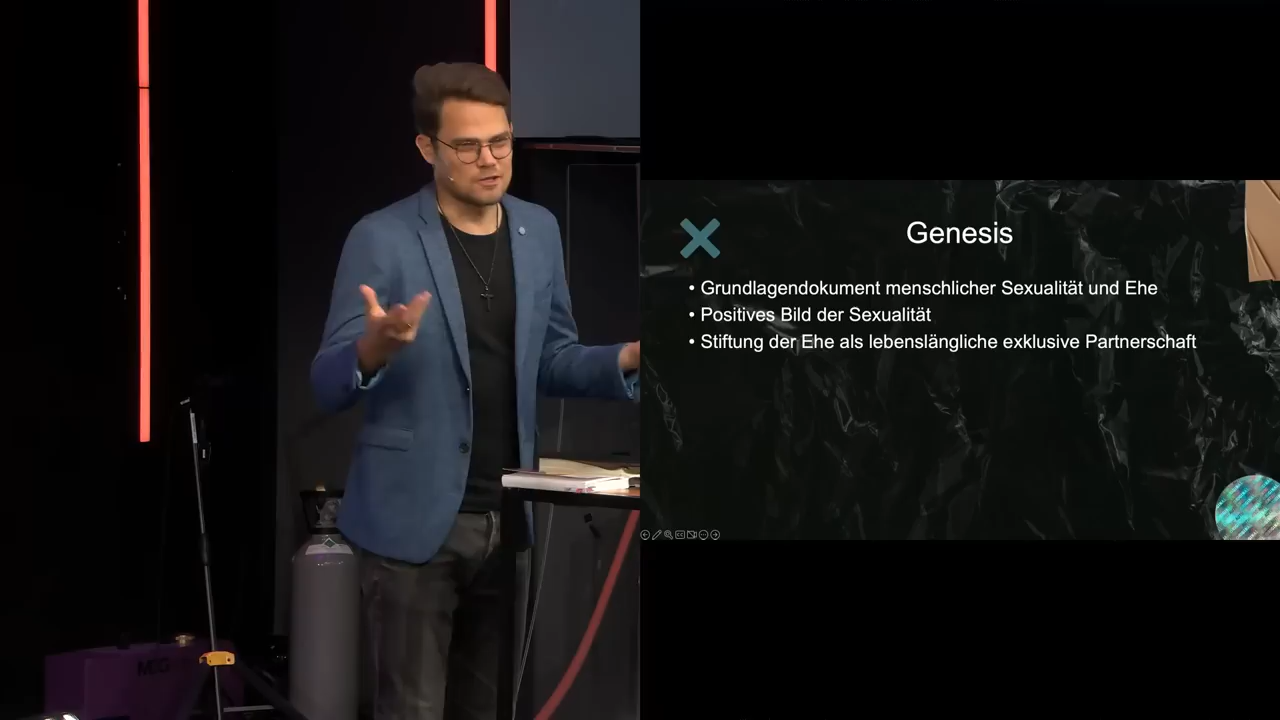 Genesis
• Grundlagendokument menschlicher Sexualität und Ehe
• Positives Bild der Sexualität
• Stiftung der Ehe als lebenslängliche exklusive Partnerschaft